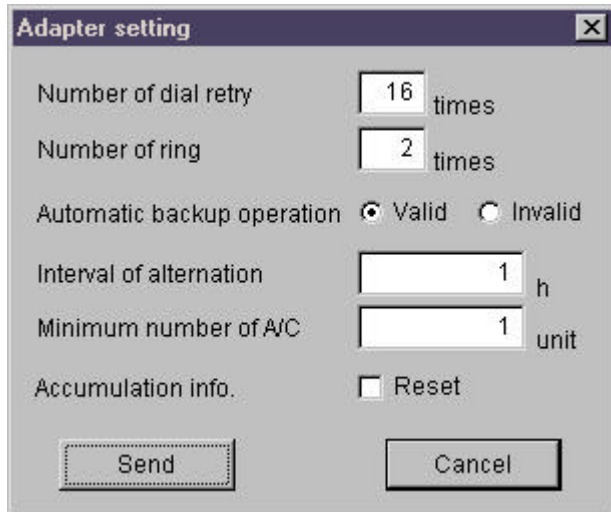 Adapter setting
Number of dial retry 16 times
Number of ring 2 times
Automatic backup operation Valid Invalid
Interval of alternation 1 h
Minimum number of A/C 1 unit
Accumulation info. Reset
Send Cancel